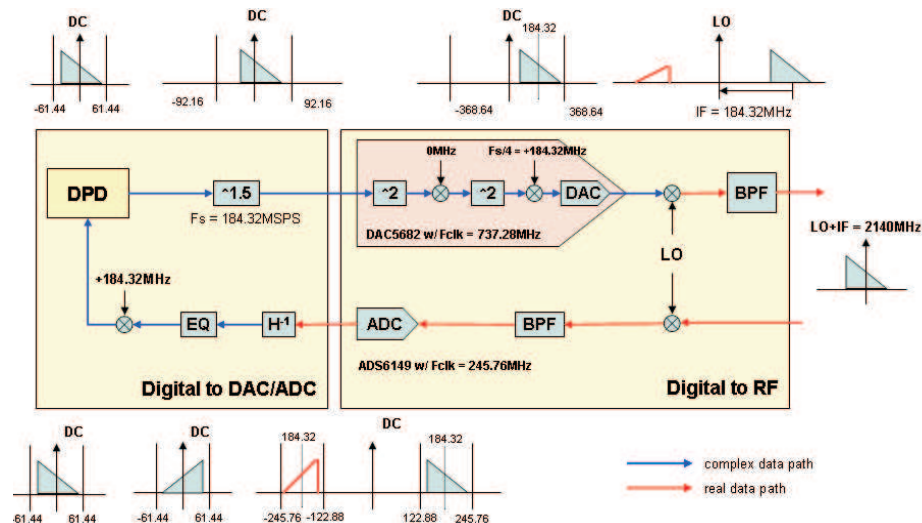 DC
DC
DC
184.32
LO
-61.44
61.44
-92.16
92.16
-368.64
368.64
IF = 184.32MHz
DPD
^1.5
Fs = 184.32MSPS
0MHz
Fs/4 = +184.32MHz
^2
^2
DAC
BPF
DAC5682 w/ Fclk = 737.28MHz
LO
LO+IF = 2140MHz
+184.32MHz
EQ
H-1
ADC
BPF
ADS6149 w/ Fclk = 245.76MHz
Digital to DAC/ADC
Digital to RF
DC
DC
184.32
DC
184.32
-61.44
61.44
-61.44
61.44
-245.76
-122.88
122.88
245.76
complex data path
real data path